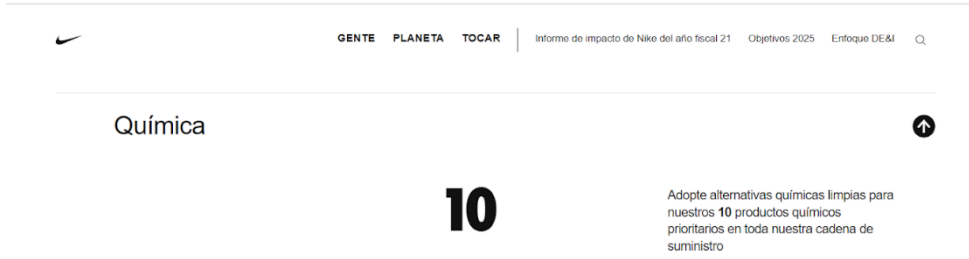 GENTE PLANETA TOCAR Informe de impacto de Nike del año fiscal 21 Objetivos 2025 Enfoque DE&I
Química
10
Adopte alternativas químicas limpias para
nuestros 10 productos químicos
prioritarios en toda nuestra cadena de
suministro